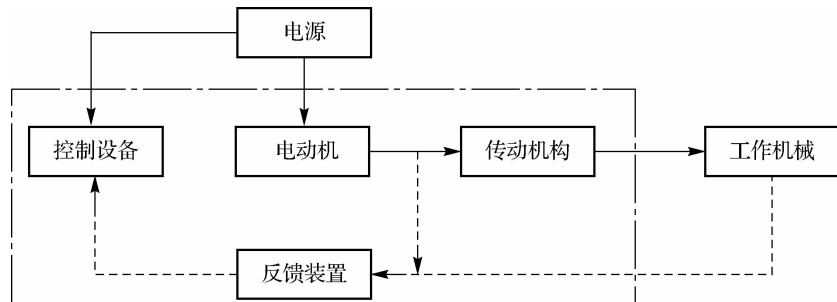 电源
控制设备
电动机
传动机构
工作机械
反馈装置